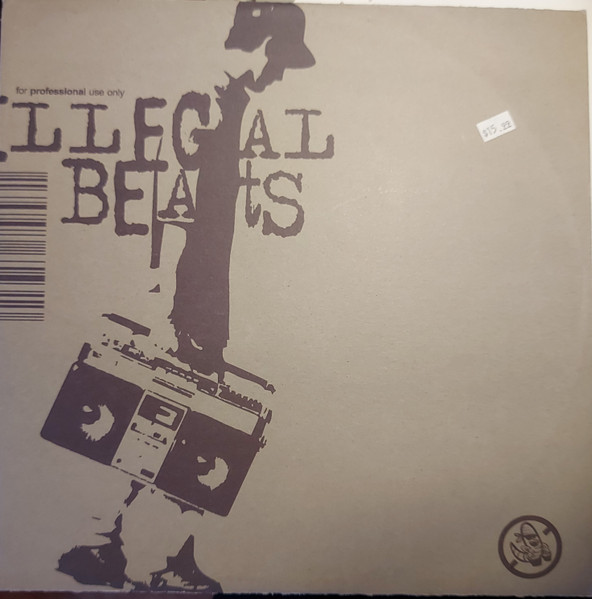 for professional use only
ILLEGAL
BEAtS
$15.99